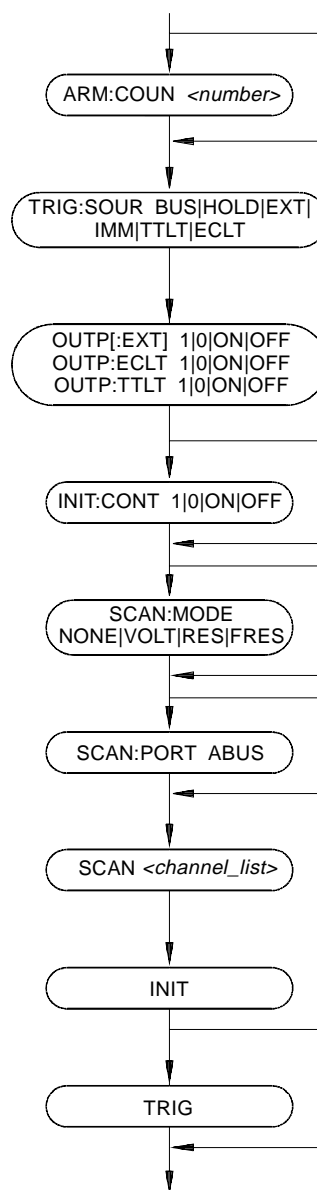 ARM:COUN <number>
TRIG:SOUR BUS|HOLD|EXT|
IMM|TTLT|ECLT
OUTP[:EXT] 1|0|ON|OFF
OUTP:ECLT 1|0|ON|OFF
OUTP:TTLT 1|0|ON|OFF
INIT:CONT 1|0|ON|OFF
SCAN:MODE
NONE|VOLT|RES|FRES
SCAN:PORT ABUS
SCAN <channel_list>
INIT
TRIG